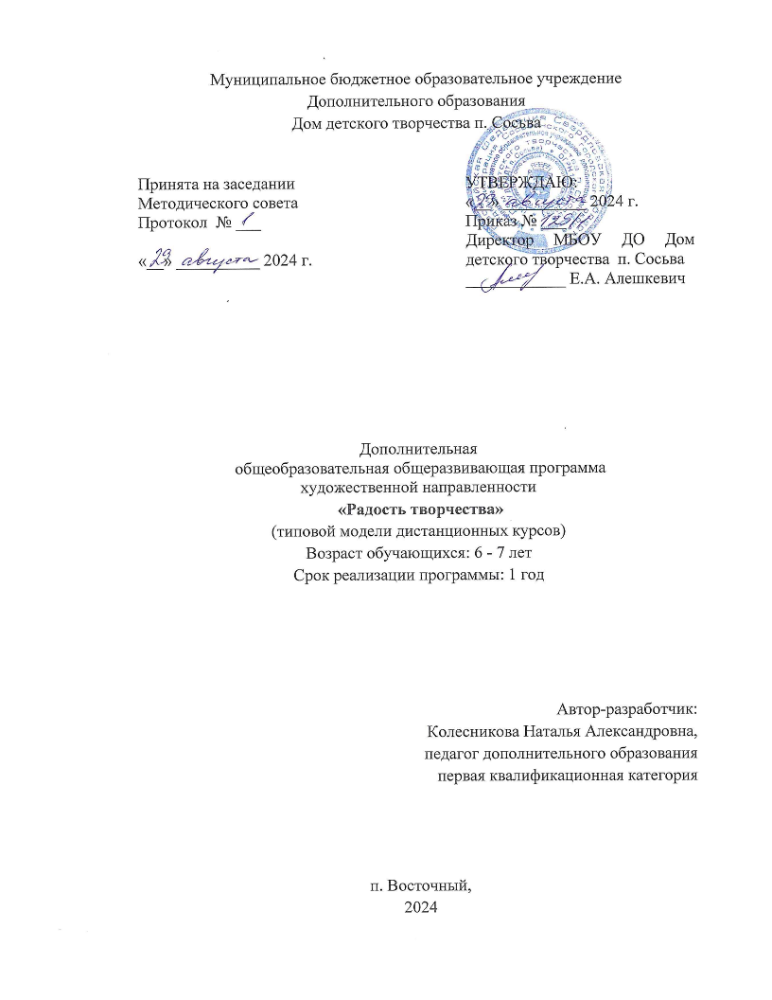 Муниципальное бюджетное образовательное учреждение
Дополнительного образования
Дом детского творчества п. Сосьва
Принята на заседании
Методического совета
Протокол № 1
«29» августа 2024 г.
УТВЕРЖДАЮ:
«29» августа 2024 г.
Приказ №
Директор МБОУ ДО Дом
детского творчества п. Сосьва
Е.А. Алешкевич
Дополнительная
общеобразовательная общеразвивающая программа
художественной направленности
«Радость творчества»
(типовой модели дистанционных курсов)
Возраст обучающихся: 6 - 7 лет
Срок реализации программы: 1 год
Автор-разработчик:
Колесникова Наталья Александровна,
педагог дополнительного образования
первая квалификационная категория
п. Восточный,
2024